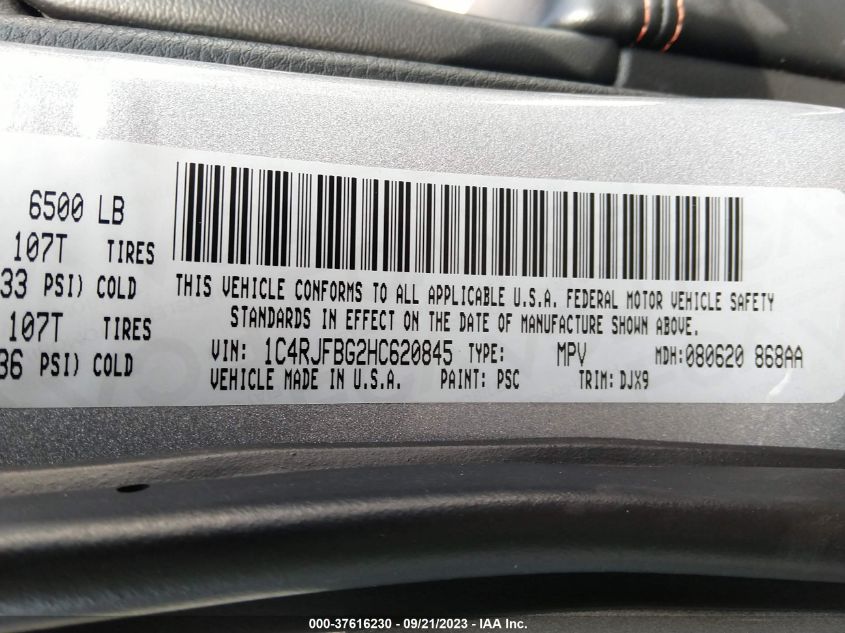 6500 LB
107T TIRES
33 PSI) COLD
THIS VEHICLE CONFORMS TO ALL APPLICABLE U.S.A. FEDERAL MOTOR VEHICLE SAFETY
STANDARDS IN EFFECT ON THE DATE OF MANUFACTURE SHOWN ABOVE.
107T TIRES
36 PSI) COLD
VIN: 1C4RJFBG2HC620845 TYPE: MPV MDH:080620 868AA
VEHICLE MADE IN U.S.A. PAINT: PSC TRIM: DJX9
000-37616230 - 09/21/2023 - IAA Inc.